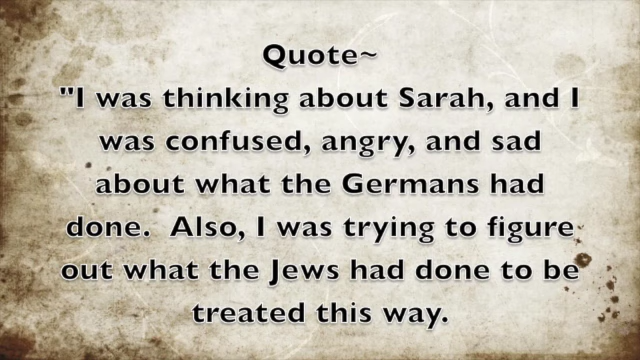 Quote~
"I was thinking about Sarah, and I
was confused, angry, and sad
about what the Germans had
done.  Also, I was trying to figure
out what the Jews had done to be
treated this way.